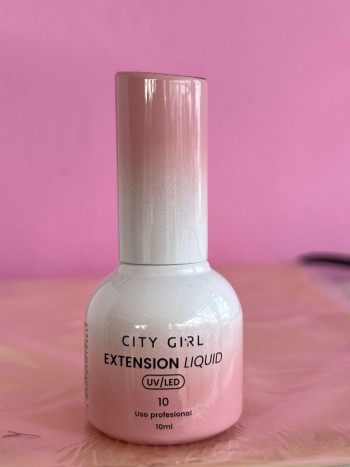 CITY GIRL
EXTENSION LIQUID
UV/LED
10
Uso profesional
10ml